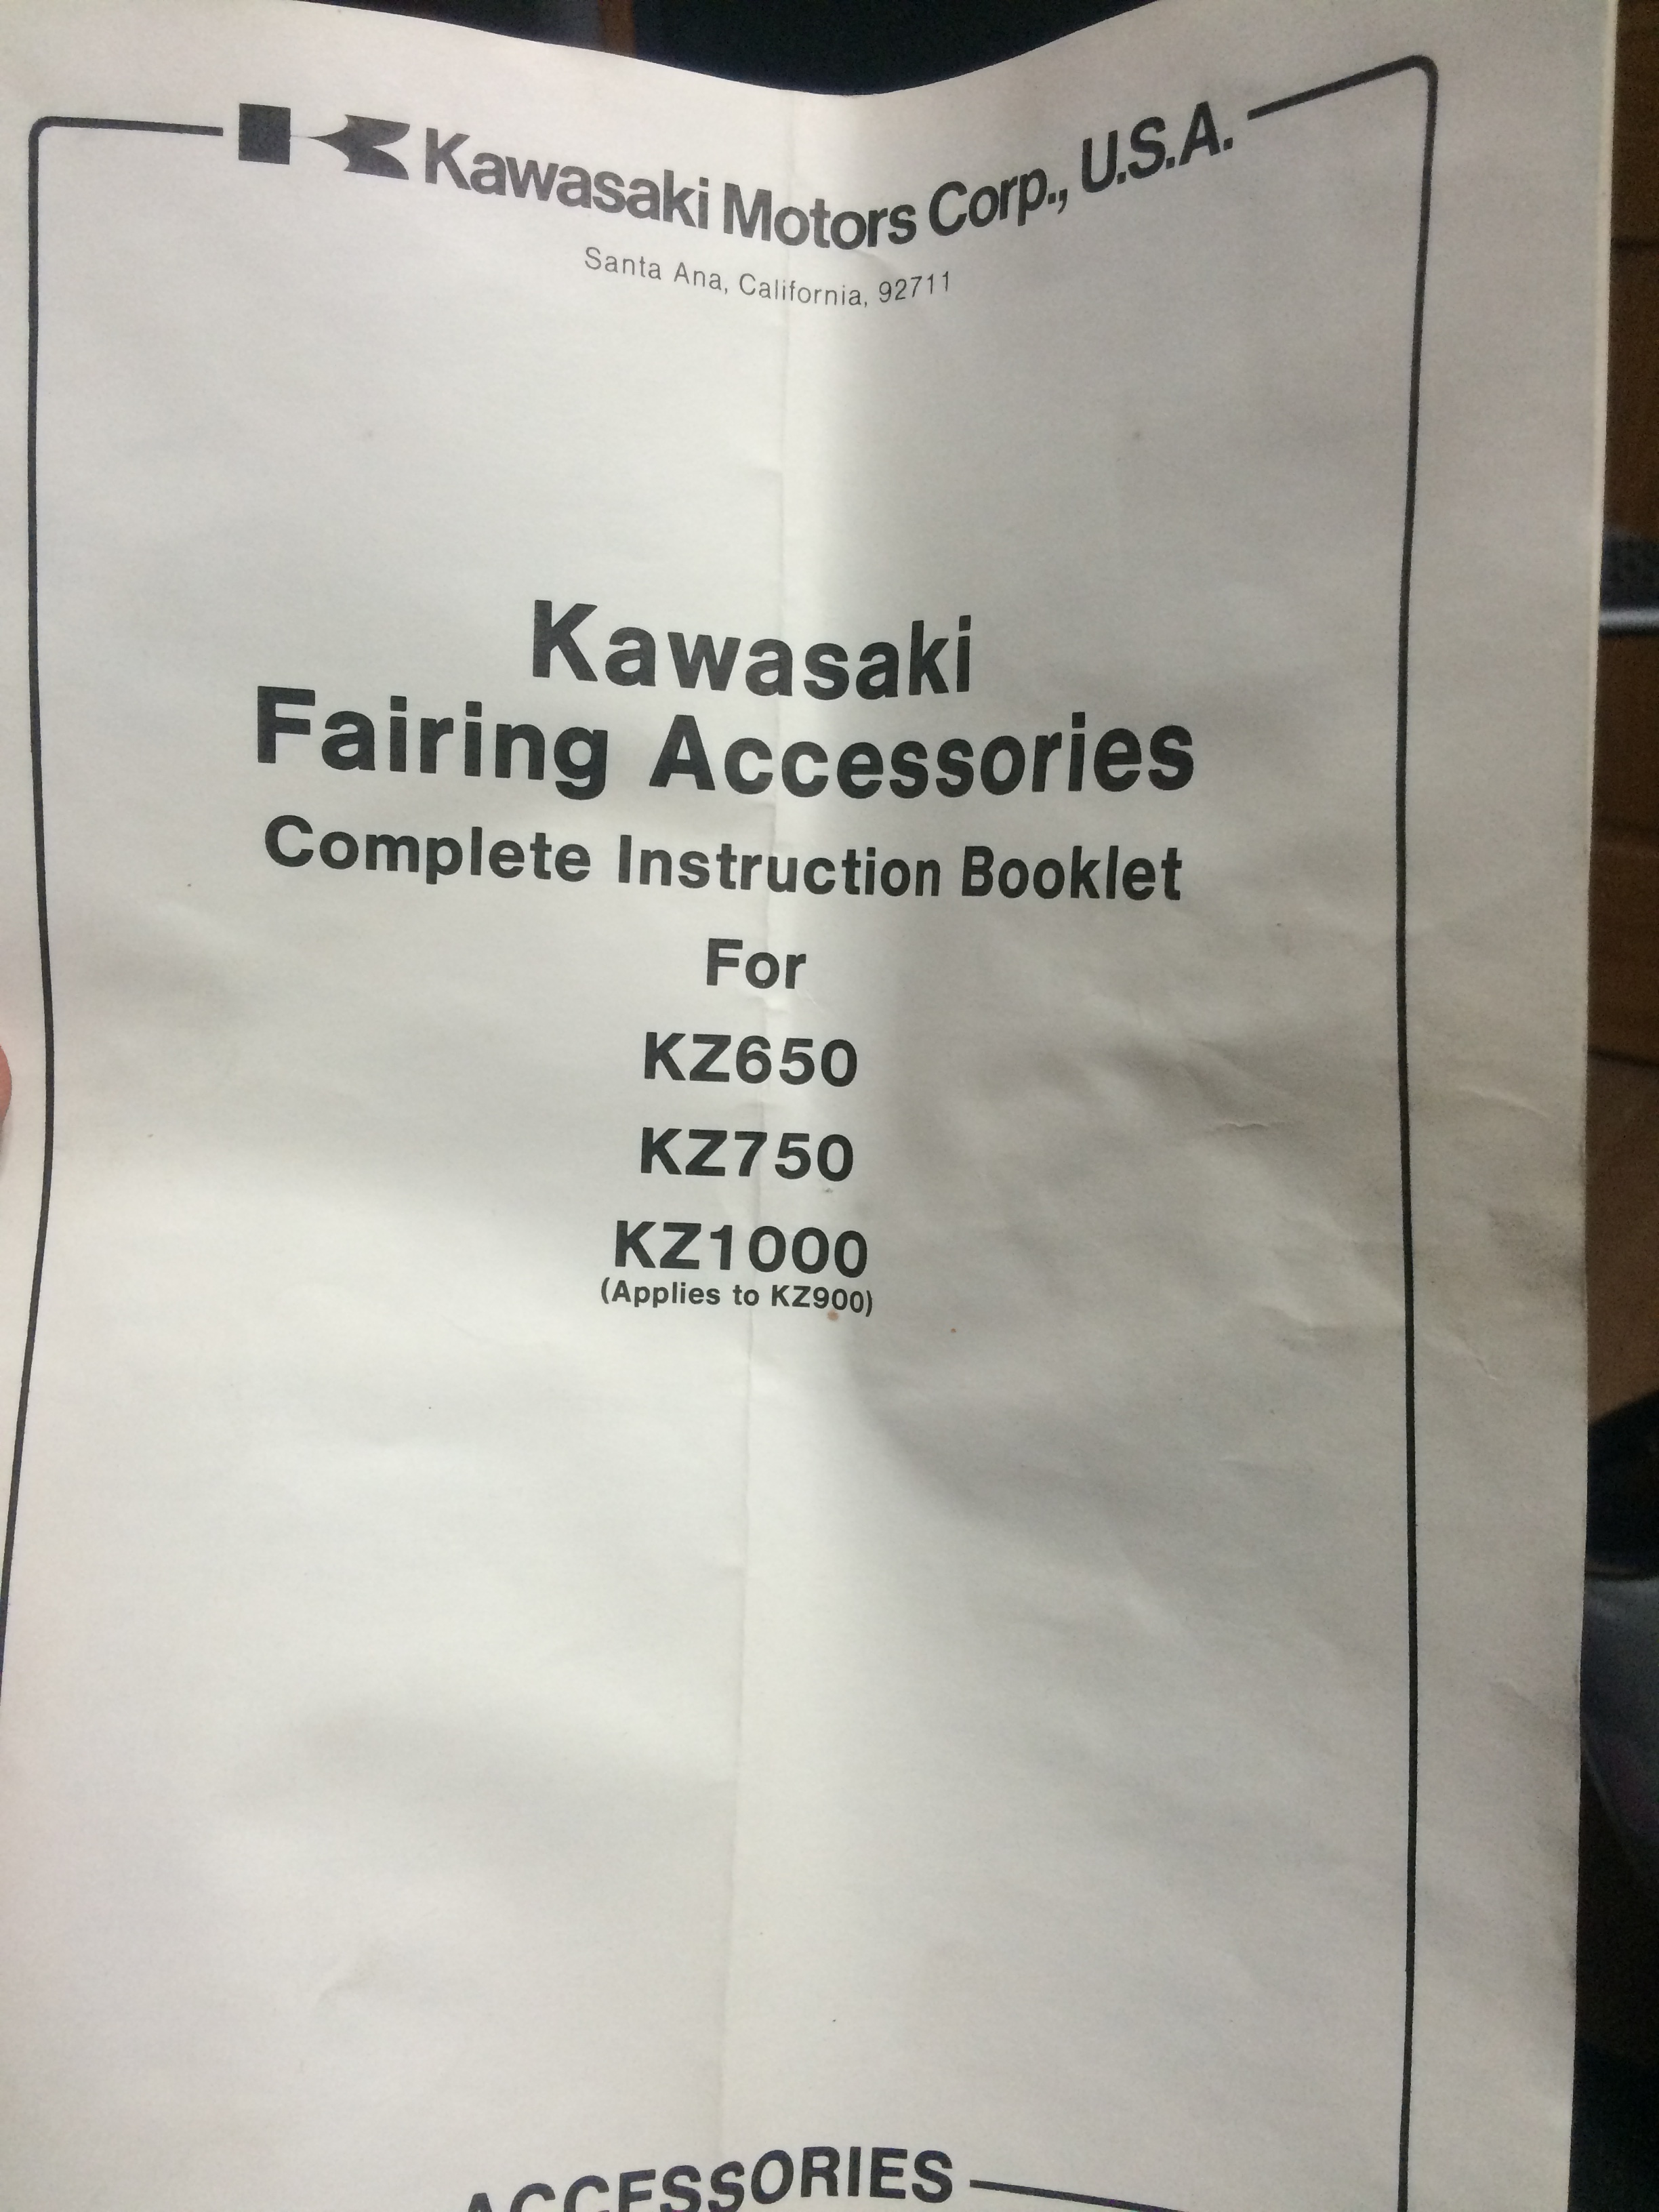 Kawasaki Motors Corp., U.S.A.
Santa Ana, California, 92711
Kawasaki
Fairing Accessories
Complete Instruction Booklet
For
KZ650
KZ750
KZ1000
(Applies to KZ900)
ACCESSORIES